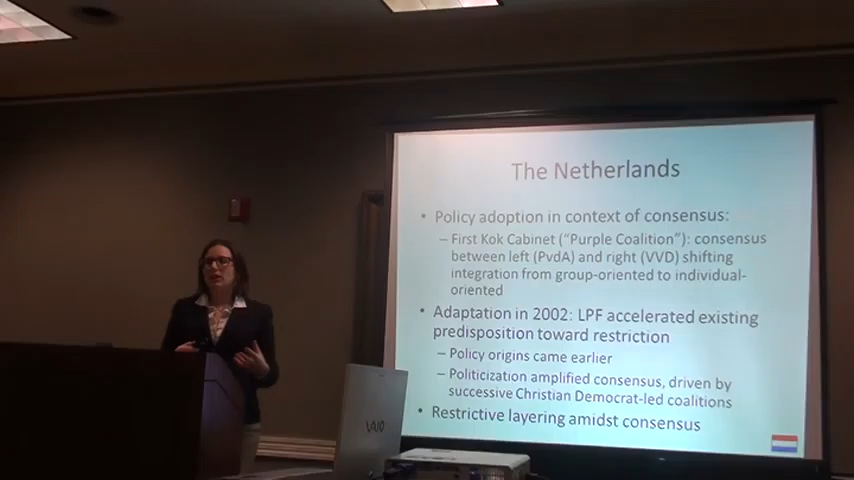 The Netherlands
• Policy adoption in context of consensus:
– First Kok Cabinet ("Purple Coalition"): consensus
between left (PvdA) and right (VVD) shifting
integration from group-oriented to individual-
oriented
• Adaptation in 2002: LPF accelerated existing
predisposition toward restriction
– Policy origins came earlier
– Politicization amplified consensus, driven by
successive Christian Democrat-led coalitions
• Restrictive layering amidst consensus
VAIO